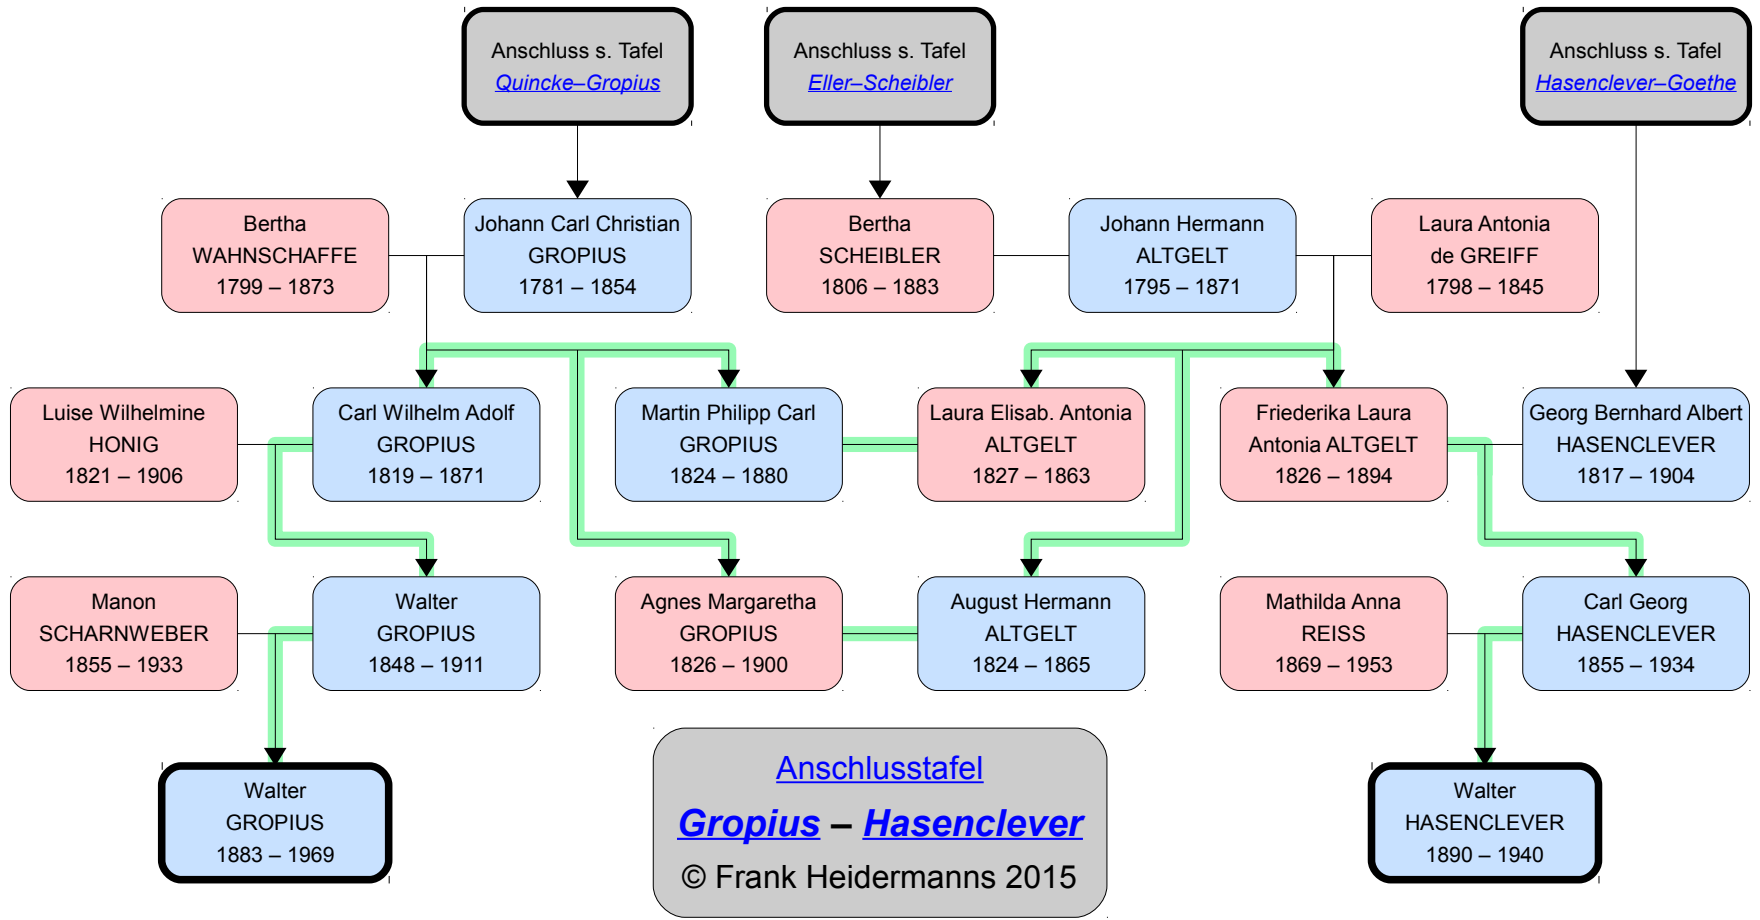 Anschluss s. Tafel
Quincke–Gropius
Anschluss s. Tafel
Eller–Scheibler
Anschluss s. Tafel
Hasenclever–Goethe
Bertha
WAHNSCHAFFE
1799 – 1873
Johann Carl Christian
GROPIUS
1781 – 1854
Bertha
SCHEIBLER
1806 – 1883
Johann Hermann
ALTGELT
1795 – 1871
Laura Antonia
de GREIFF
1798 – 1845
Luise Wilhelmine
HONIG
1821 – 1906
Carl Wilhelm Adolf
GROPIUS
1819 – 1871
Martin Philipp Carl
GROPIUS
1824 – 1880
Laura Elisab. Antonia
ALTGELT
1827 – 1863
Friederika Laura
Antonia ALTGELT
1826 – 1894
Georg Bernhard Albert
HASENCLEVER
1817 – 1904
Manon
SCHARNWEBER
1855 – 1933
Walter
GROPIUS
1848 – 1911
Agnes Margaretha
GROPIUS
1826 – 1900
August Hermann
ALTGELT
1824 – 1865
Mathilda Anna
REISS
1869 – 1953
Carl Georg
HASENCLEVER
1855 – 1934
Walter
GROPIUS
1883 – 1969
Anschlusstafel
Gropius – Hasenclever
© Frank Heidermanns 2015
Walter
HASENCLEVER
1890 – 1940